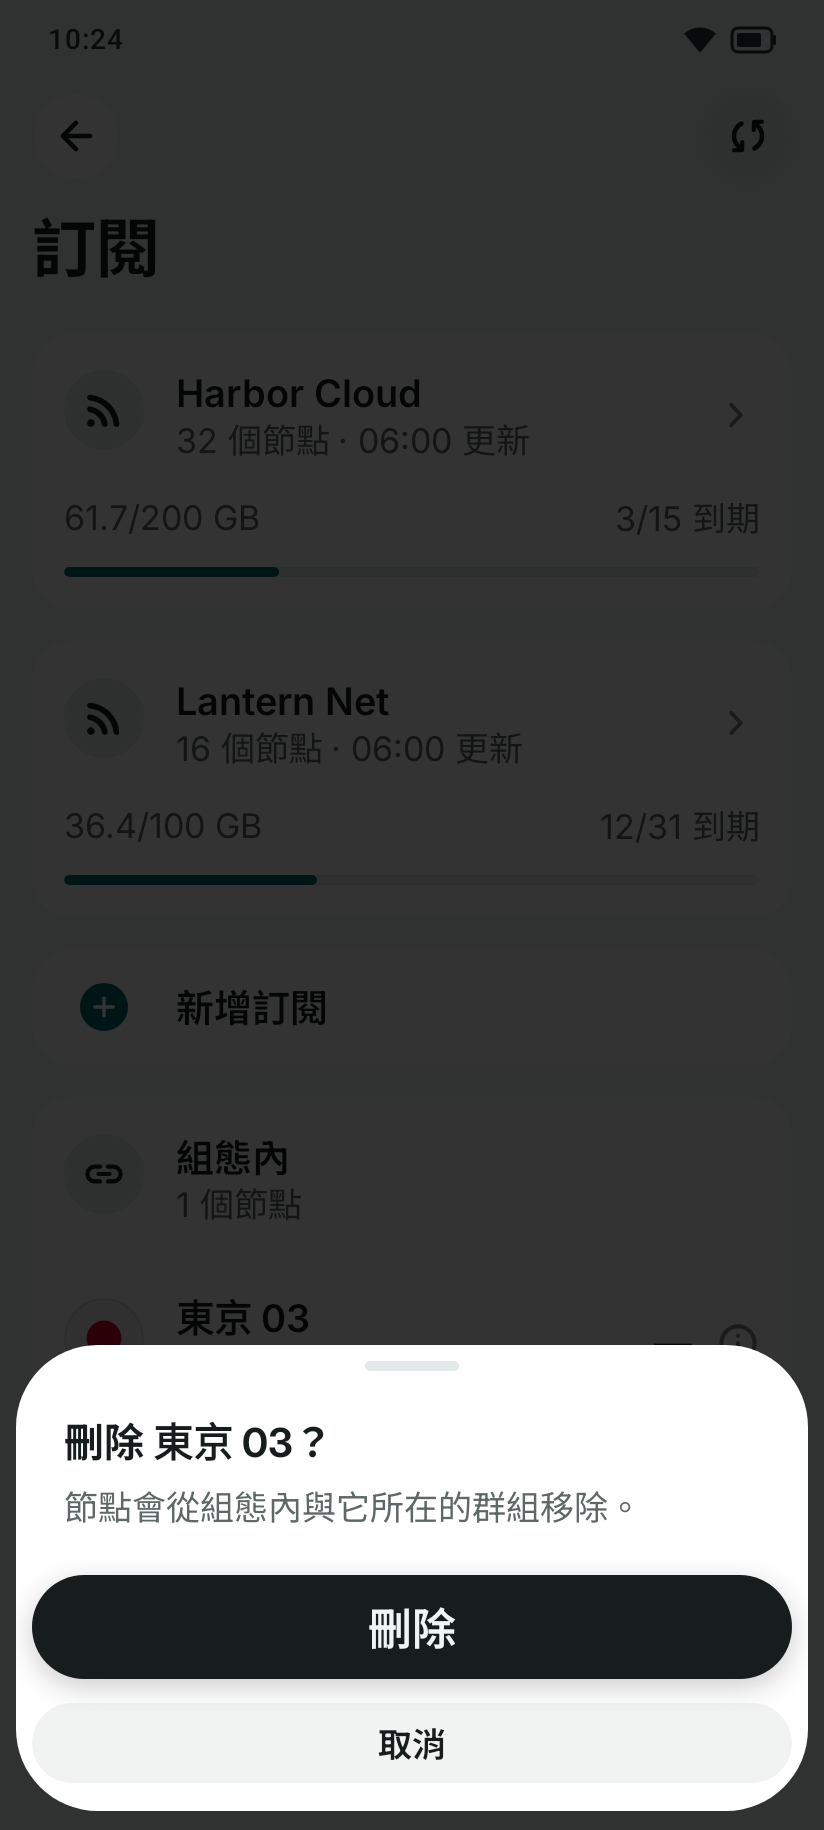 10:24
訂閱
Harbor Cloud
32 個節點 · 06:00 更新
61.7/200 GB
3/15 到期
Lantern Net
16 個節點 · 06:00 更新
36.4/100 GB
12/31 到期
新增訂閱
組態內
1 個節點
東京 03
刪除 東京 03？
節點會從組態內與它所在的群組移除。
刪除
取消